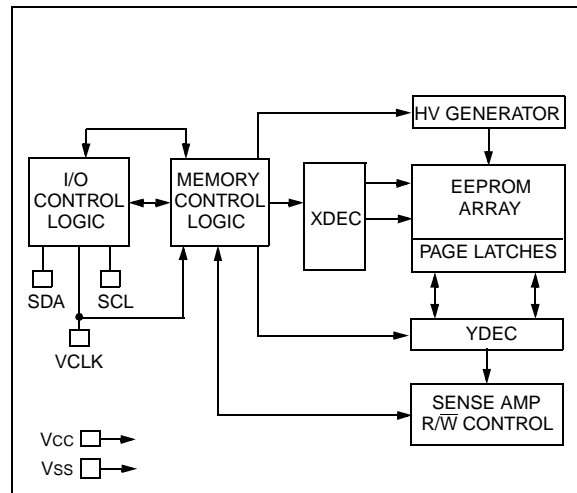 HV GENERATOR
I/O
CONTROL
LOGIC
MEMORY
CONTROL
LOGIC
XDEC
EEPROM
ARRAY
PAGE LATCHES
SDA
SCL
VCLK
YDEC
SENSE AMP
R/W̅ CONTROL
VCC
VSS